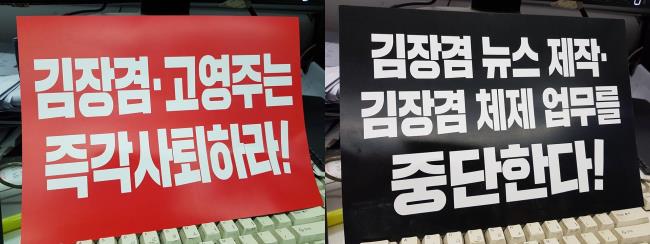 김장겸·고영주는
즉각사퇴하라!
김장겸 뉴스 제작·
김장겸 체제 업무를
중단한다!